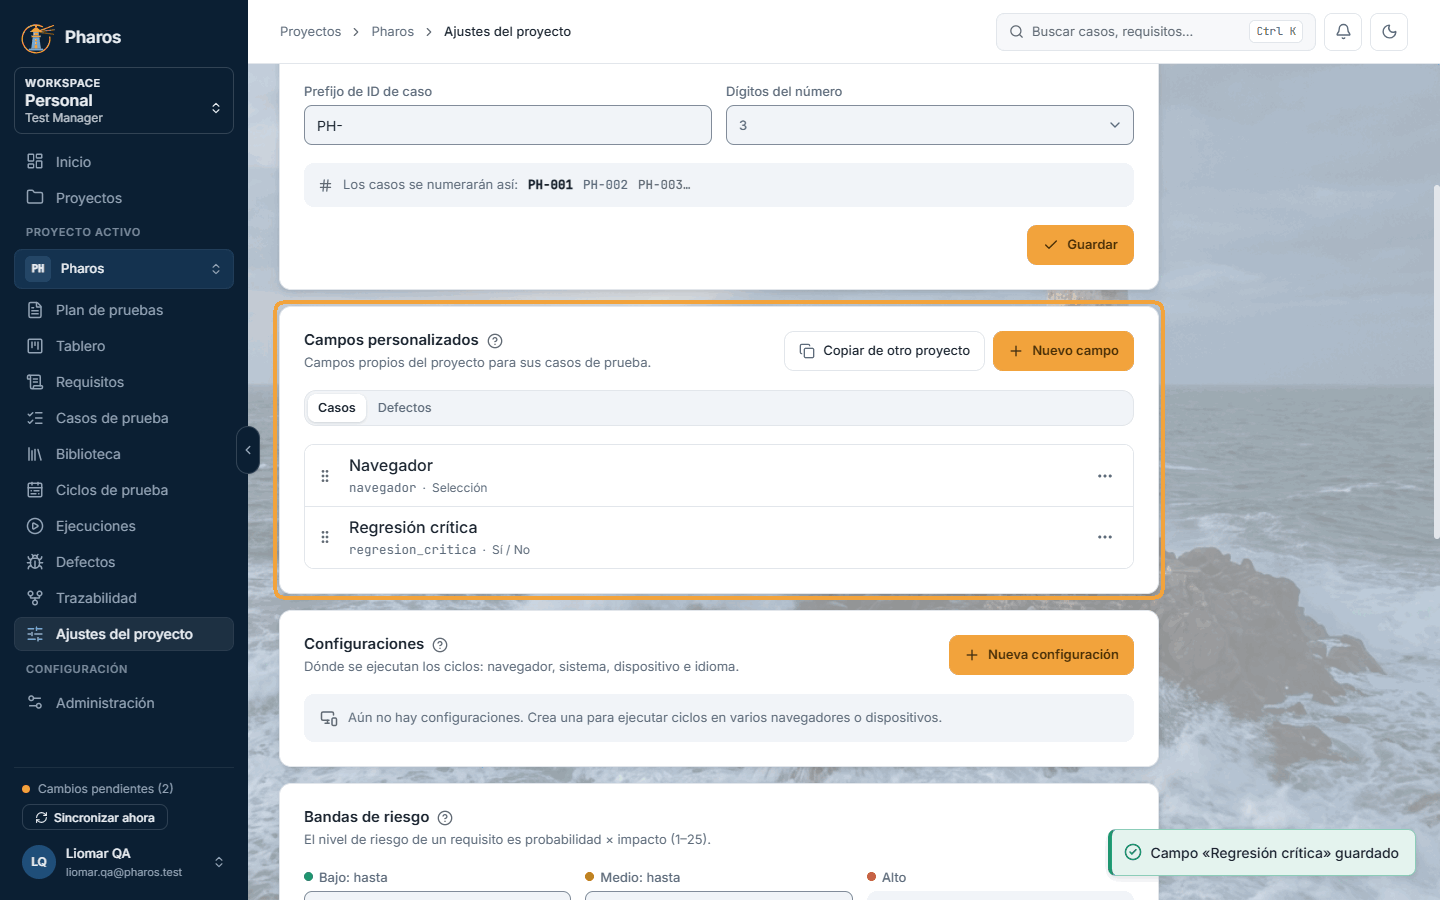 Pharos
WORKSPACE
Personal
Test Manager
Inicio
Proyectos
PROYECTO ACTIVO
PH Pharos
Plan de pruebas
Tablero
Requisitos
Casos de prueba
Biblioteca
Ciclos de prueba
Ejecuciones
Defectos
Trazabilidad
Ajustes del proyecto
CONFIGURACIÓN
Administración
Cambios pendientes (2)
Sincronizar ahora
LQ Liomar QA
liomar.qa@pharos.test
Proyectos > Pharos > Ajustes del proyecto
Buscar casos, requisitos... Ctrl K
Prefijo de ID de caso
PH-
Dígitos del número
3
# Los casos se numerarán así: PH-001 PH-002 PH-003…
Guardar
Campos personalizados
Campos propios del proyecto para sus casos de prueba.
Copiar de otro proyecto
Nuevo campo
Casos Defectos
Navegador
navegador · Selección
Regresión crítica
regresion_critica · Sí / No
Configuraciones
Dónde se ejecutan los ciclos: navegador, sistema, dispositivo e idioma.
Nueva configuración
Aún no hay configuraciones. Crea una para ejecutar ciclos en varios navegadores o dispositivos.
Bandas de riesgo
El nivel de riesgo de un requisito es probabilidad × impacto (1–25).
Bajo: hasta
Medio: hasta
Alto
Campo «Regresión crítica» guardado